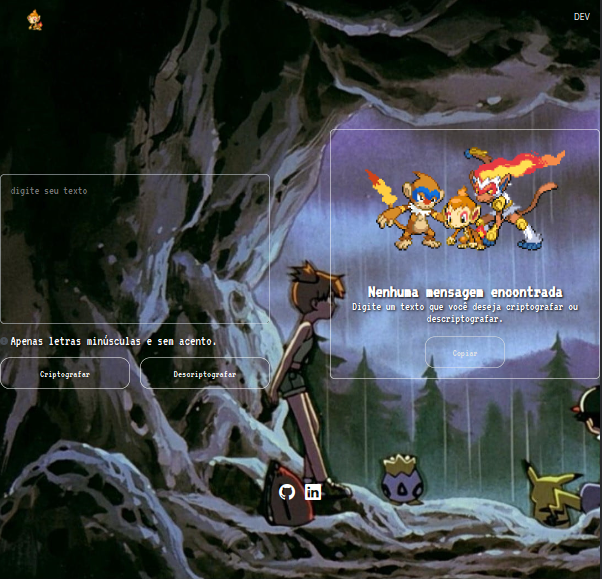 DEV
digite seu texto
Apenas letras minúsculas e sem acento.
Criptografar
Descriptografar
Nenhuma mensagem encontrada
Digite um texto que você deseja criptografar ou
descriptografar.
Copiar
in